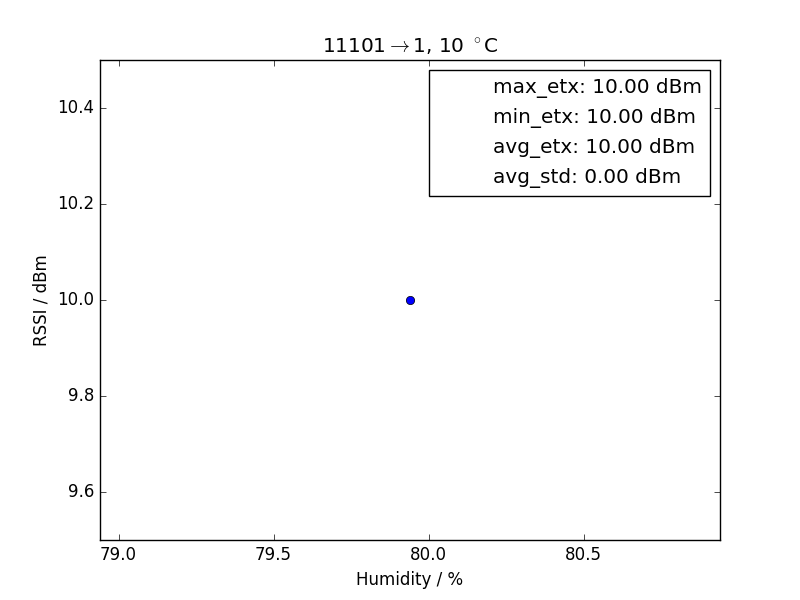 11101→1, 10 °C
max_etx: 10.00 dBm
min_etx: 10.00 dBm
avg_etx: 10.00 dBm
avg_std: 0.00 dBm
10.4
10.2
10.0
9.8
9.6
RSSI / dBm
79.0 79.5 80.0 80.5
Humidity / %